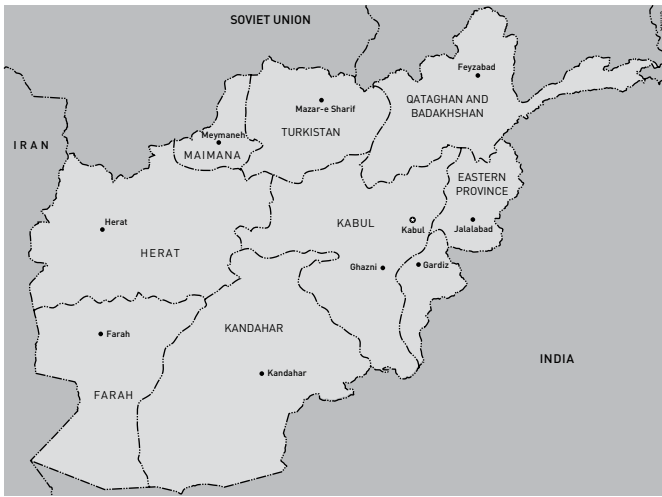 SOVIET UNION
Feyzabad
QATAGHAN AND
BADAKHSHAN
Mazar-e Sharif
TURKISTAN
Meymaneh
MAIMANA
IRAN
EASTERN
PROVINCE
Herat
KABUL
Kabul
Jalalabad
HERAT
Ghazni
Gardiz
KANDAHAR
Farah
INDIA
Kandahar
FARAH